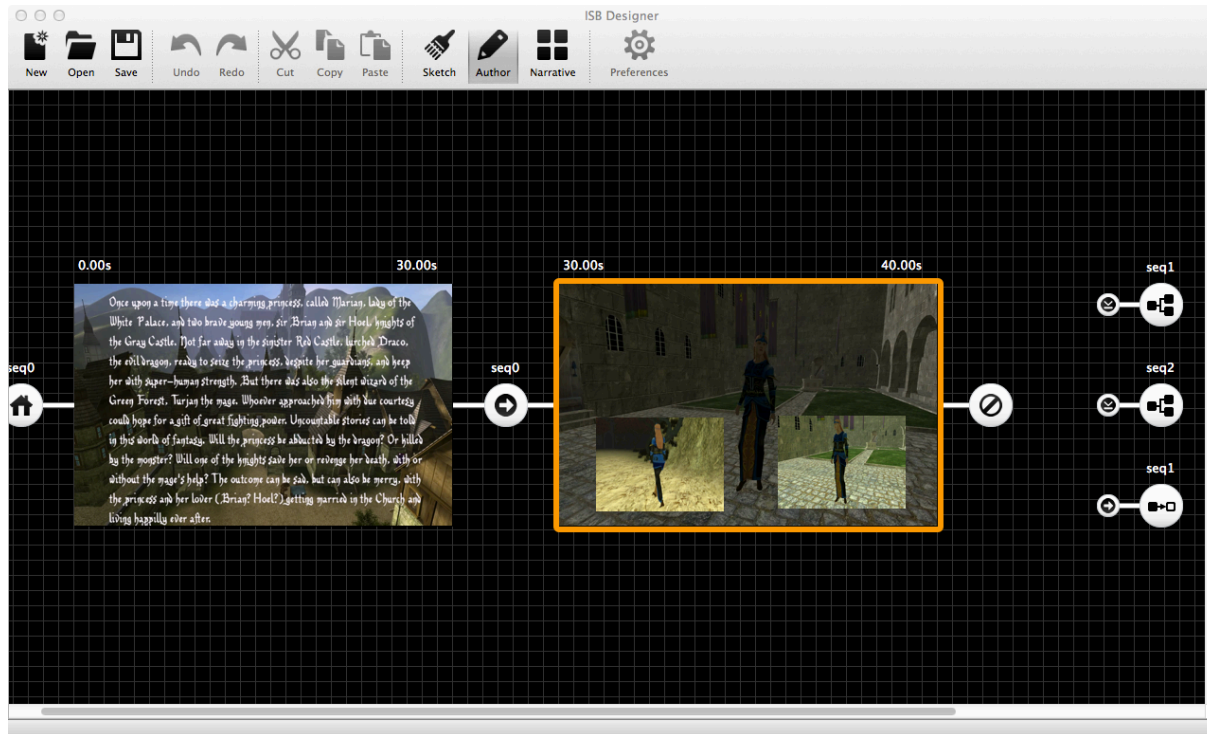 ISB Designer
New Open Save Undo Redo Cut Copy Paste Sketch Author Narrative Preferences
0.00s 30.00s 30.00s 40.00s
seq1
seq0 seq0 seq2
seq1
Once upon a time there was a charming princess, called Marian, lady of the
White Palace, and two brave young men, sir Brian and sir Hoel, knights of
the Gray Castle. Not far away in the sinister Red Castle, lurched Draco,
the evil dragon, ready to seize the princess, despite her guardians, and keep
her with super-human strength. But there was also the silent wizard of the
Green Forest, Turjan the mage. Whoever approached him with due courtesy
could hope for a gift of great fighting power. Uncountable stories can be told
in this world of fantasy. Will the princess be abducted by the dragon? Or killed
by the monster? Will one of the knights save her or revenge her death, with or
without the mage's help? The outcome can be sad, but can also be merry, with
the princess and her lover (Brian? Hoel?) getting married in the Church and
living happilly ever after.